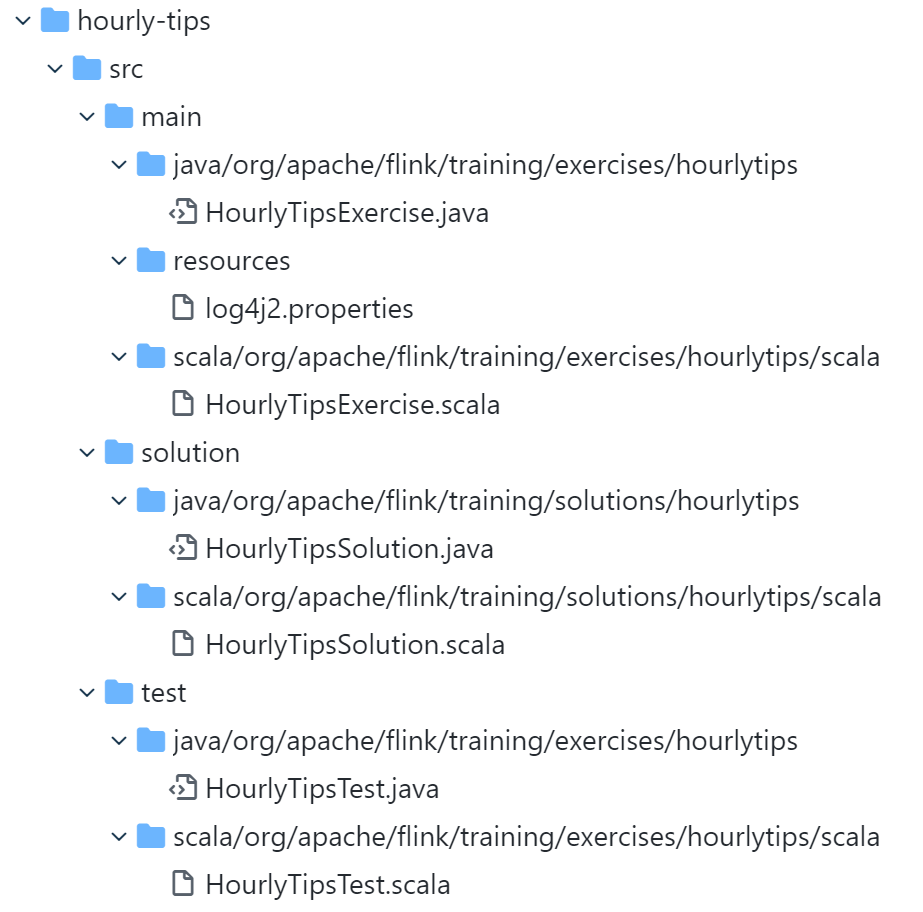 hourly-tips
src
main
java/org/apache/flink/training/exercises/hourlytips
HourlyTipsExercise.java
resources
log4j2.properties
scala/org/apache/flink/training/exercises/hourlytips/scala
HourlyTipsExercise.scala
solution
java/org/apache/flink/training/solutions/hourlytips
HourlyTipsSolution.java
scala/org/apache/flink/training/solutions/hourlytips/scala
HourlyTipsSolution.scala
test
java/org/apache/flink/training/exercises/hourlytips
HourlyTipsTest.java
scala/org/apache/flink/training/exercises/hourlytips/scala
HourlyTipsTest.scala